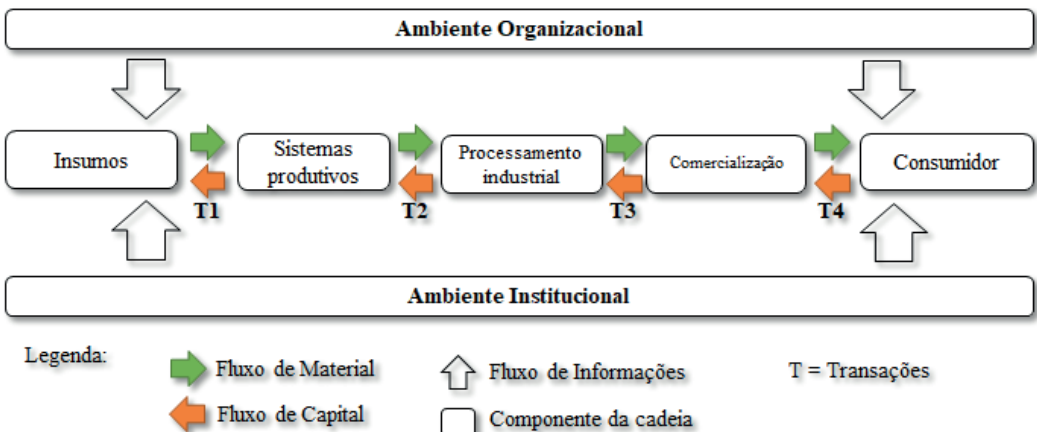 Ambiente Organizacional
Insumos
Sistemas
produtivos
Processamento
industrial
Comercialização
Consumidor
T1
T2
T3
T4
Ambiente Institucional
Legenda:
Fluxo de Material
Fluxo de Informações
T = Transações
Fluxo de Capital
Componente da cadeia